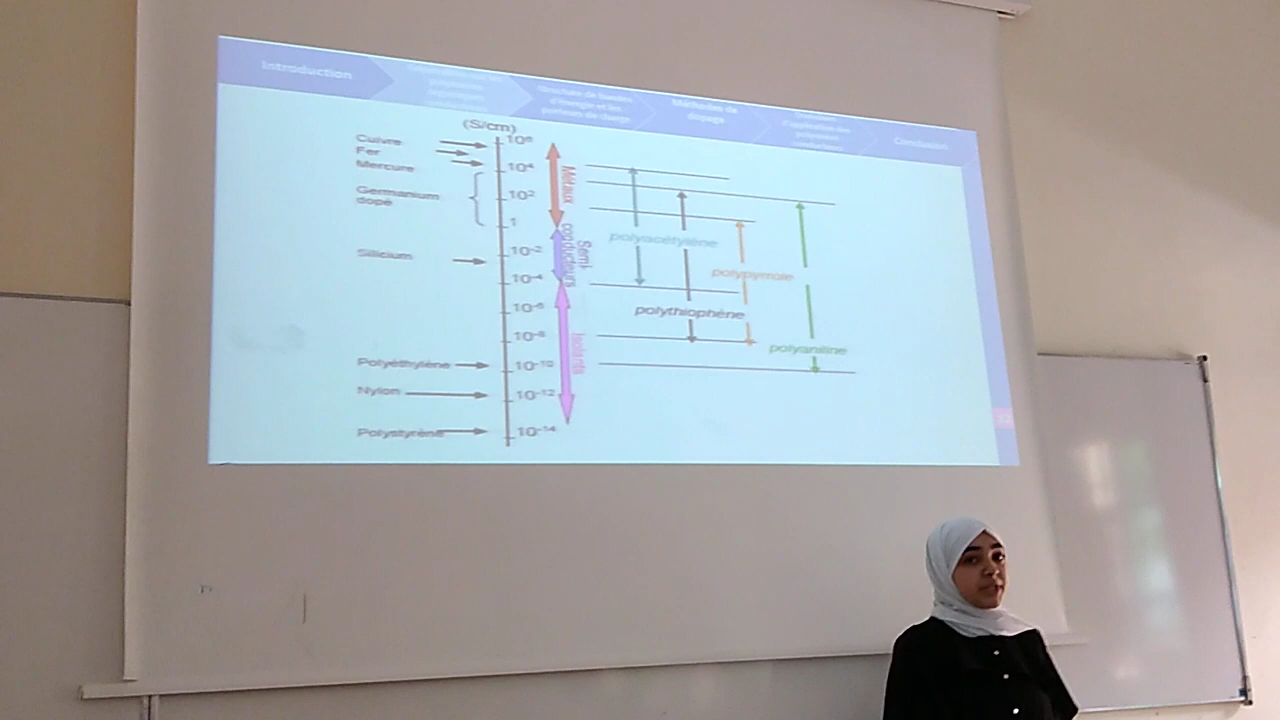 Introduction
Structure de bandes
d'énergie et les
porteurs de charge
Méthodes de
dopage
Conclusion
(S/cm)
Cuivre
Fer
Mercure
Germanium
dopé
Silicium
Polyéthylène
Nylon
Polystyrène
10⁶
10⁴
10²
1
10⁻²
10⁻⁴
10⁻⁶
10⁻⁸
10⁻¹⁰
10⁻¹²
10⁻¹⁴
Métaux
Semi-
conducteurs
Isolants
polyacétylène
polypyrrole
polythiophène
polyaniline